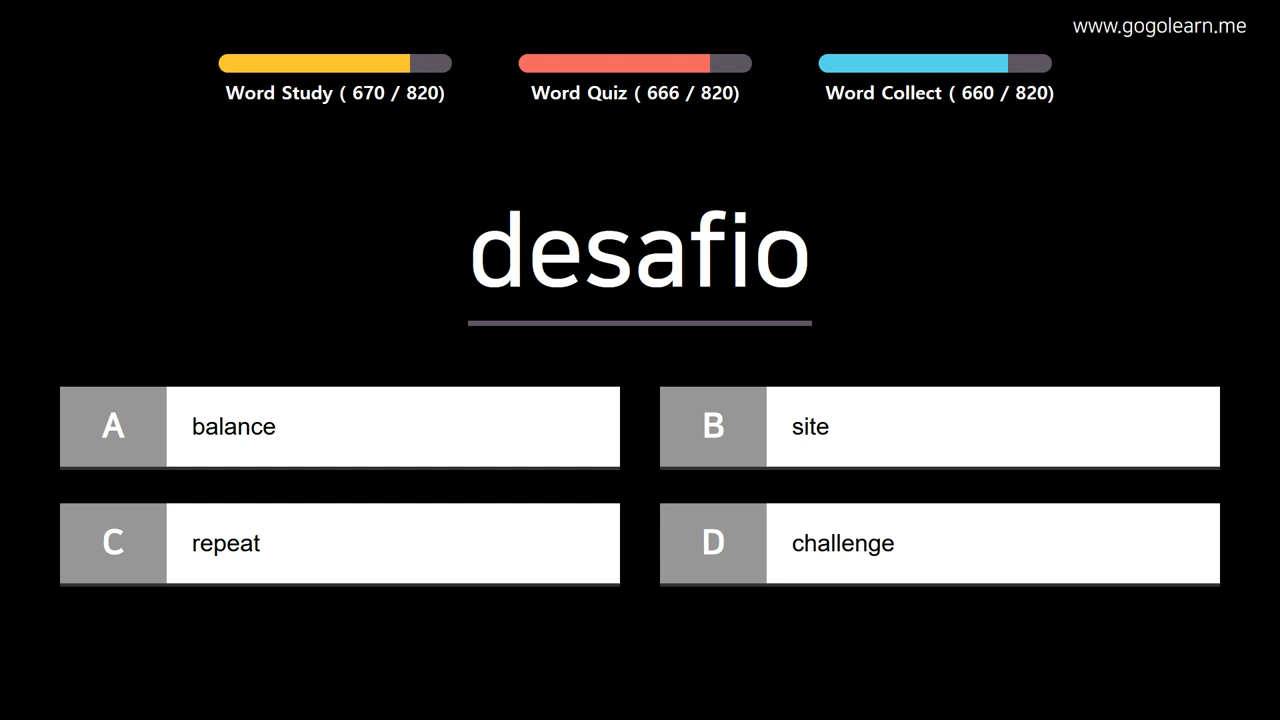 www.gogolearn.me
Word Study ( 670 / 820)
Word Quiz ( 666 / 820)
Word Collect ( 660 / 820)
desafio
A balance
B site
C repeat
D challenge